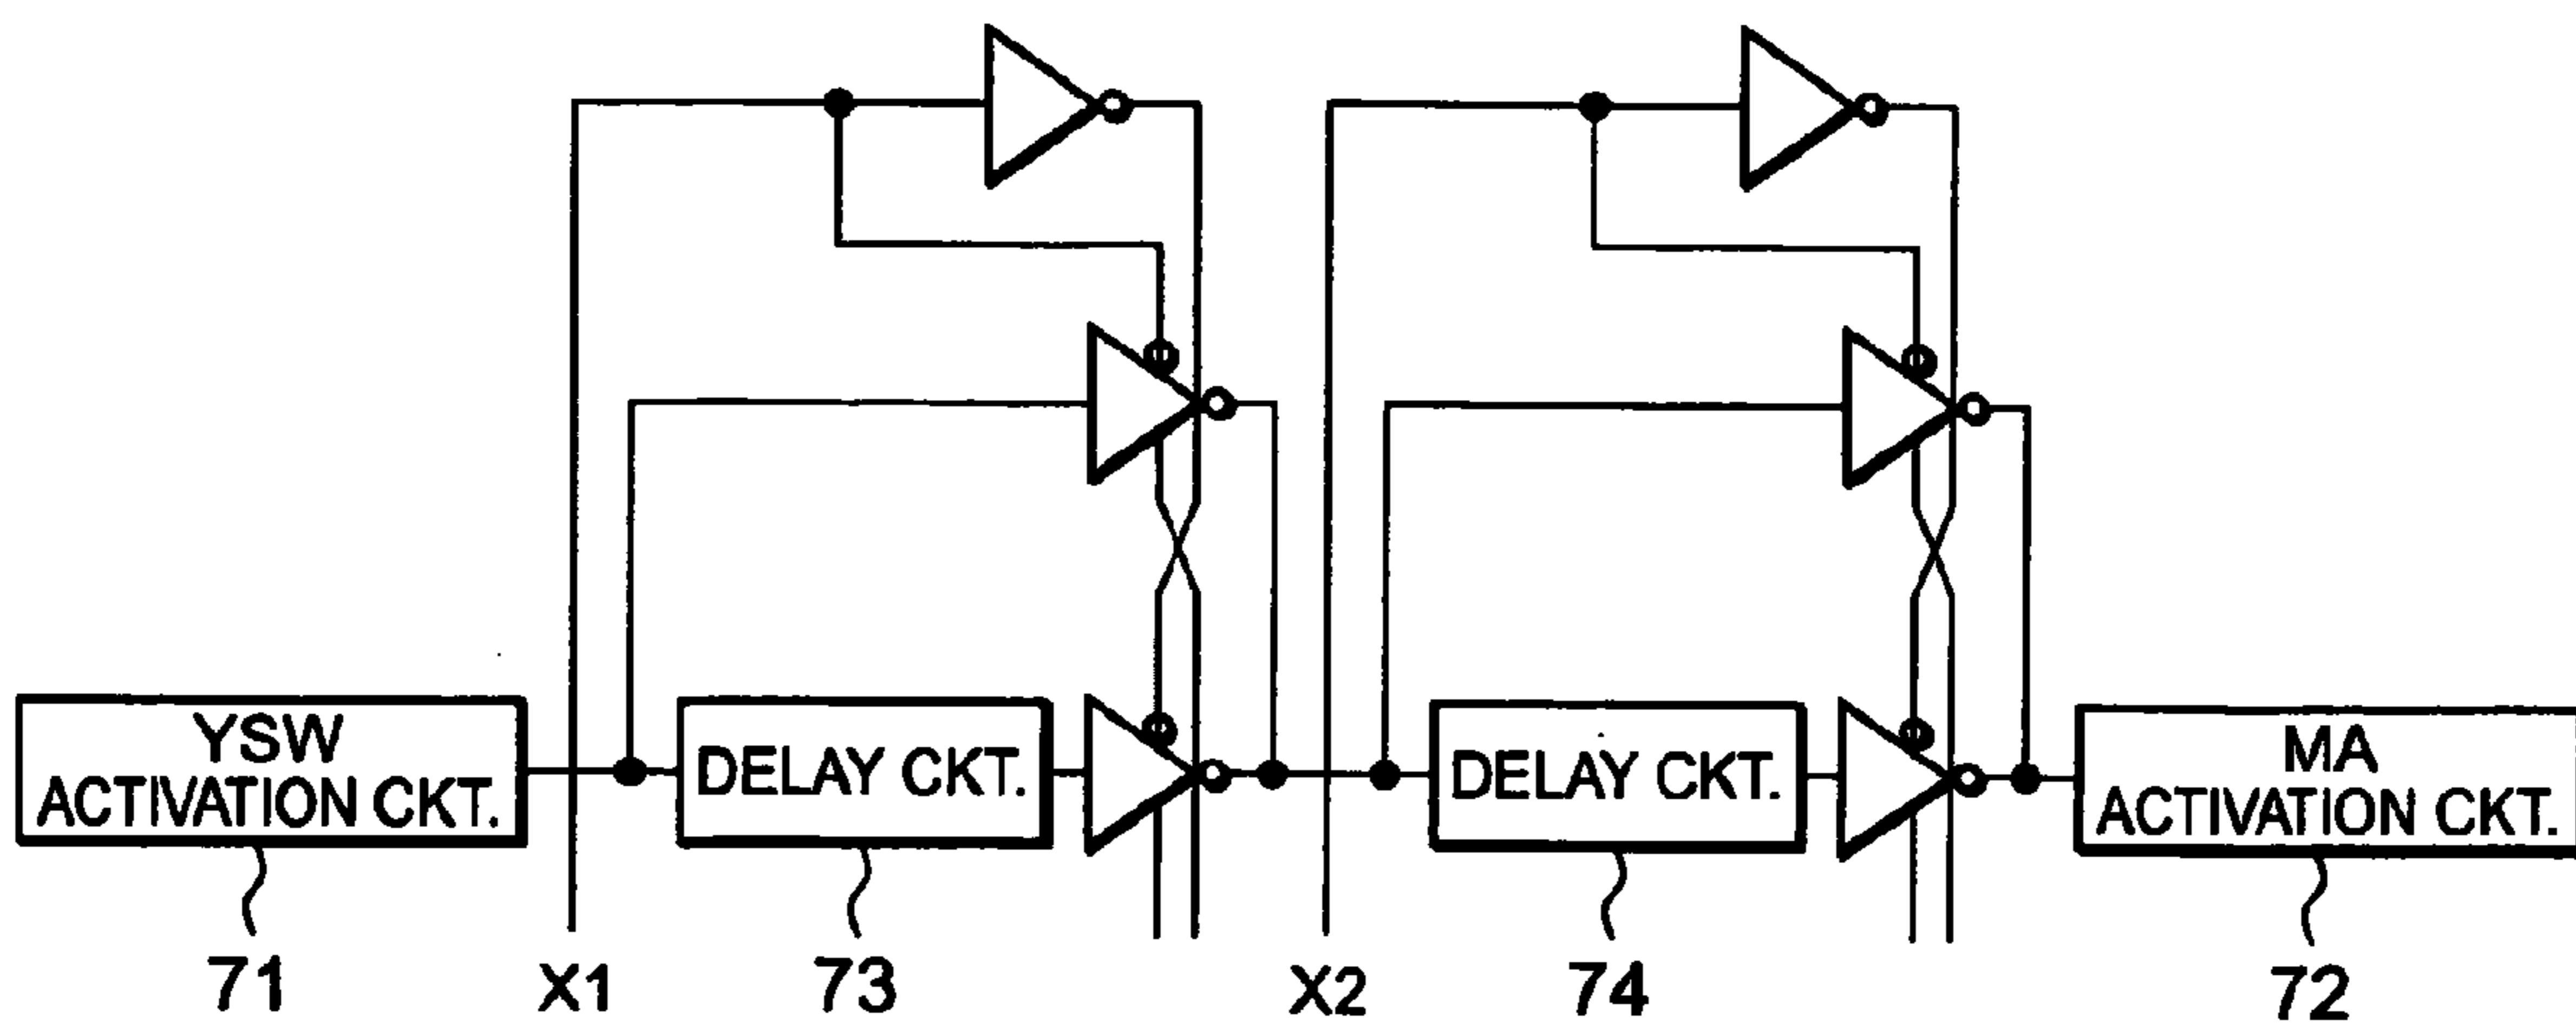 YSW
ACTIVATION CKT.
DELAY CKT.
DELAY CKT.
MA
ACTIVATION CKT.
71
X1
73
X2
74
72